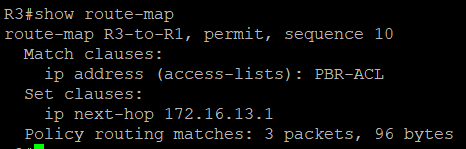 R3#show route-map
route-map R3-to-R1, permit, sequence 10
  Match clauses:
    ip address (access-lists): PBR-ACL
  Set clauses:
    ip next-hop 172.16.13.1
  Policy routing matches: 3 packets, 96 bytes